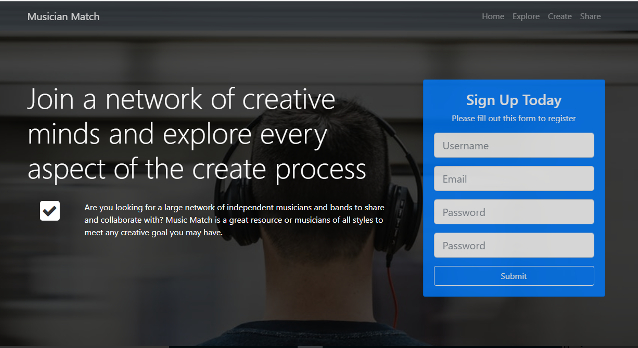 Musician Match
Home Explore Create Share
Join a network of creative
minds and explore every
aspect of the create process
Are you looking for a large network of independent musicians and bands to share
and collaborate with? Music Match is a great resource or musicians of all styles to
meet any creative goal you may have.
Sign Up Today
Please fill out this form to register
Username
Email
Password
Password
Submit